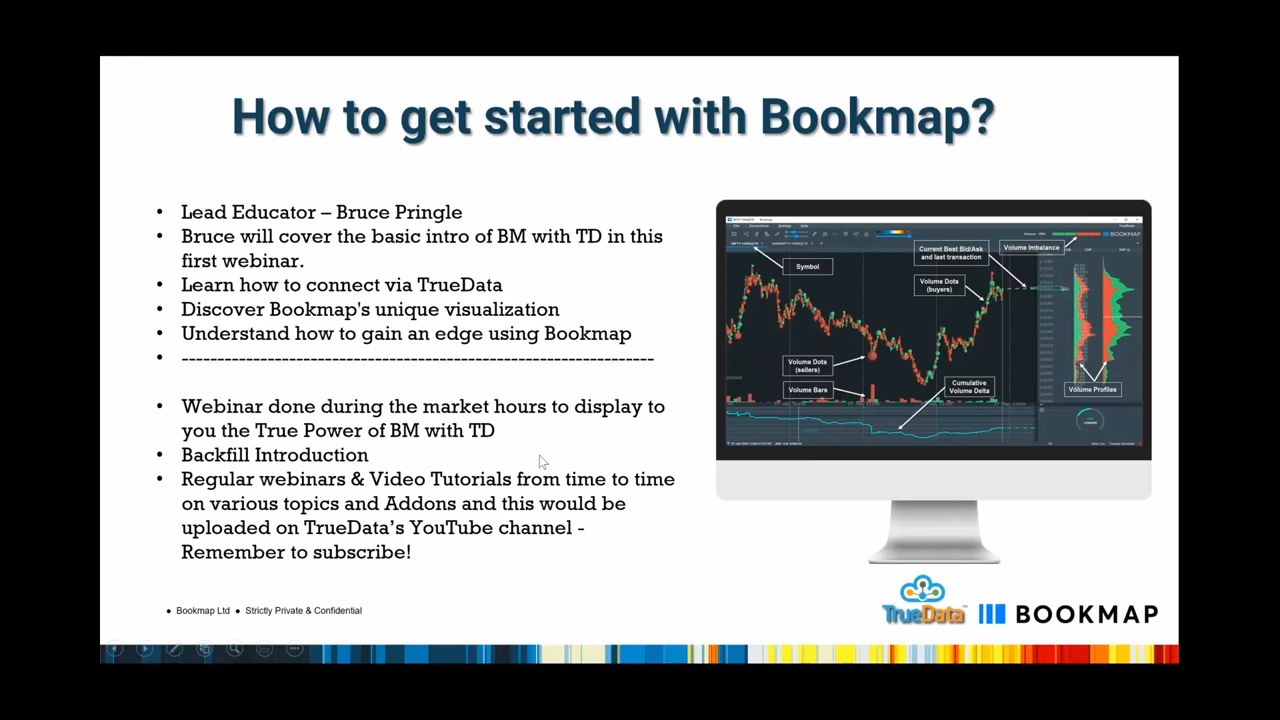 How to get started with Bookmap?
• Lead Educator – Bruce Pringle
• Bruce will cover the basic intro of BM with TD in this
first webinar.
• Learn how to connect via TrueData
• Discover Bookmap's unique visualization
• Understand how to gain an edge using Bookmap
• -----------------------------------------------------------------
• Webinar done during the market hours to display to
you the True Power of BM with TD
• Backfill Introduction
• Regular webinars & Video Tutorials from time to time
on various topics and Addons and this would be
uploaded on TrueData’s YouTube channel -
Remember to subscribe!
BOOKMAP
Symbol
Current Best Bid/Ask
and last transaction
Volume Imbalance
Volume Dots
(buyers)
Volume Dots
(sellers)
Volume Bars
Cumulative
Volume Delta
Volume Profiles
● Bookmap Ltd ● Strictly Private & Confidential
TrueData
BOOKMAP